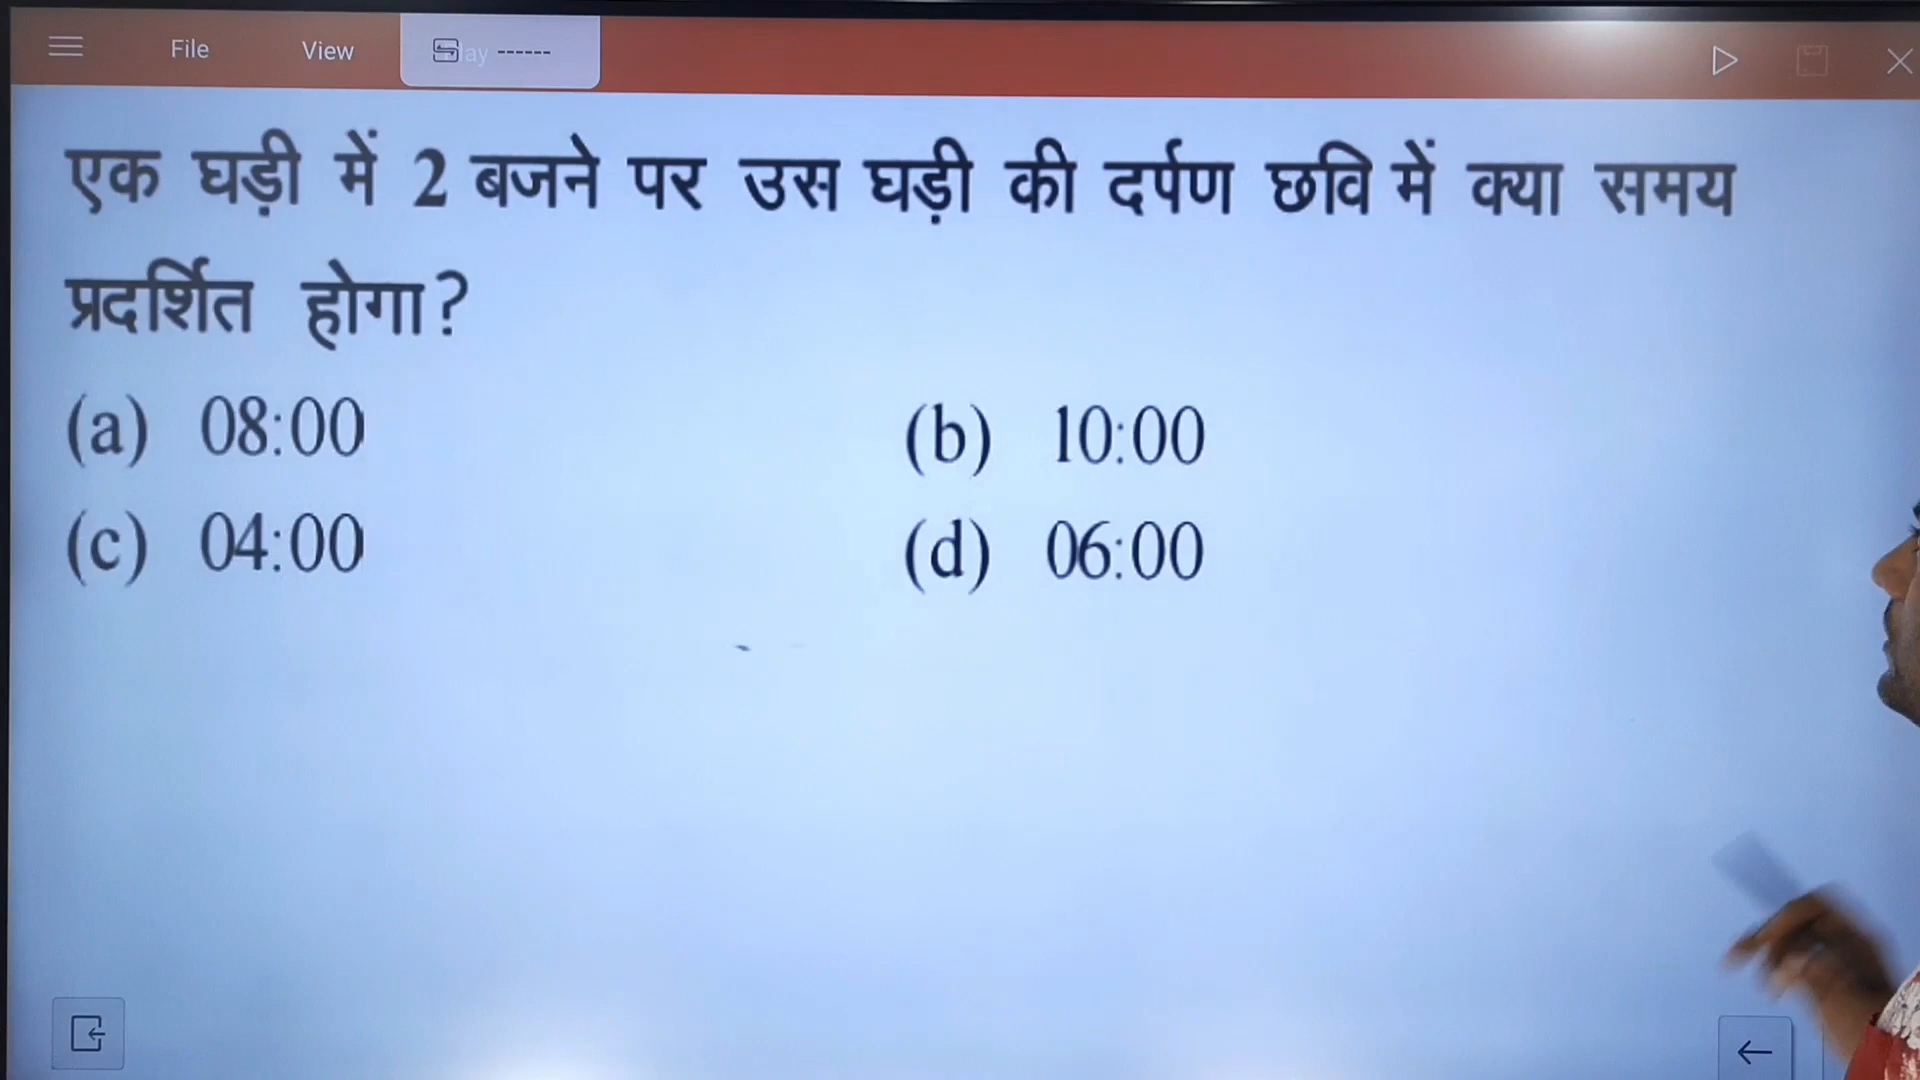 File View ------
एक घड़ी में 2 बजने पर उस घड़ी की दर्पण छवि में क्या समय
प्रदर्शित होगा?
(a) 08:00 (b) 10:00
(c) 04:00 (d) 06:00